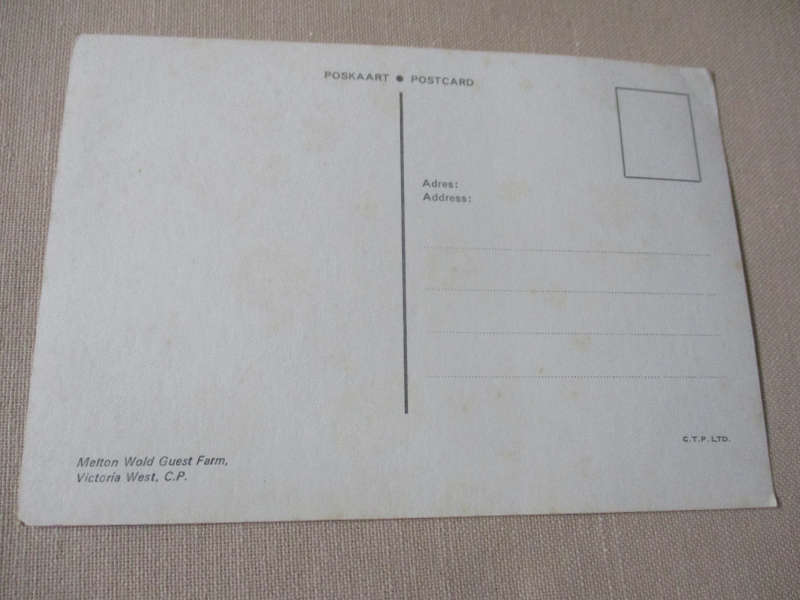 POSKAART ● POSTCARD
Adres:
Address:
C.T.P. LTD.
Melton Wold Guest Farm,
Victoria West, C.P.